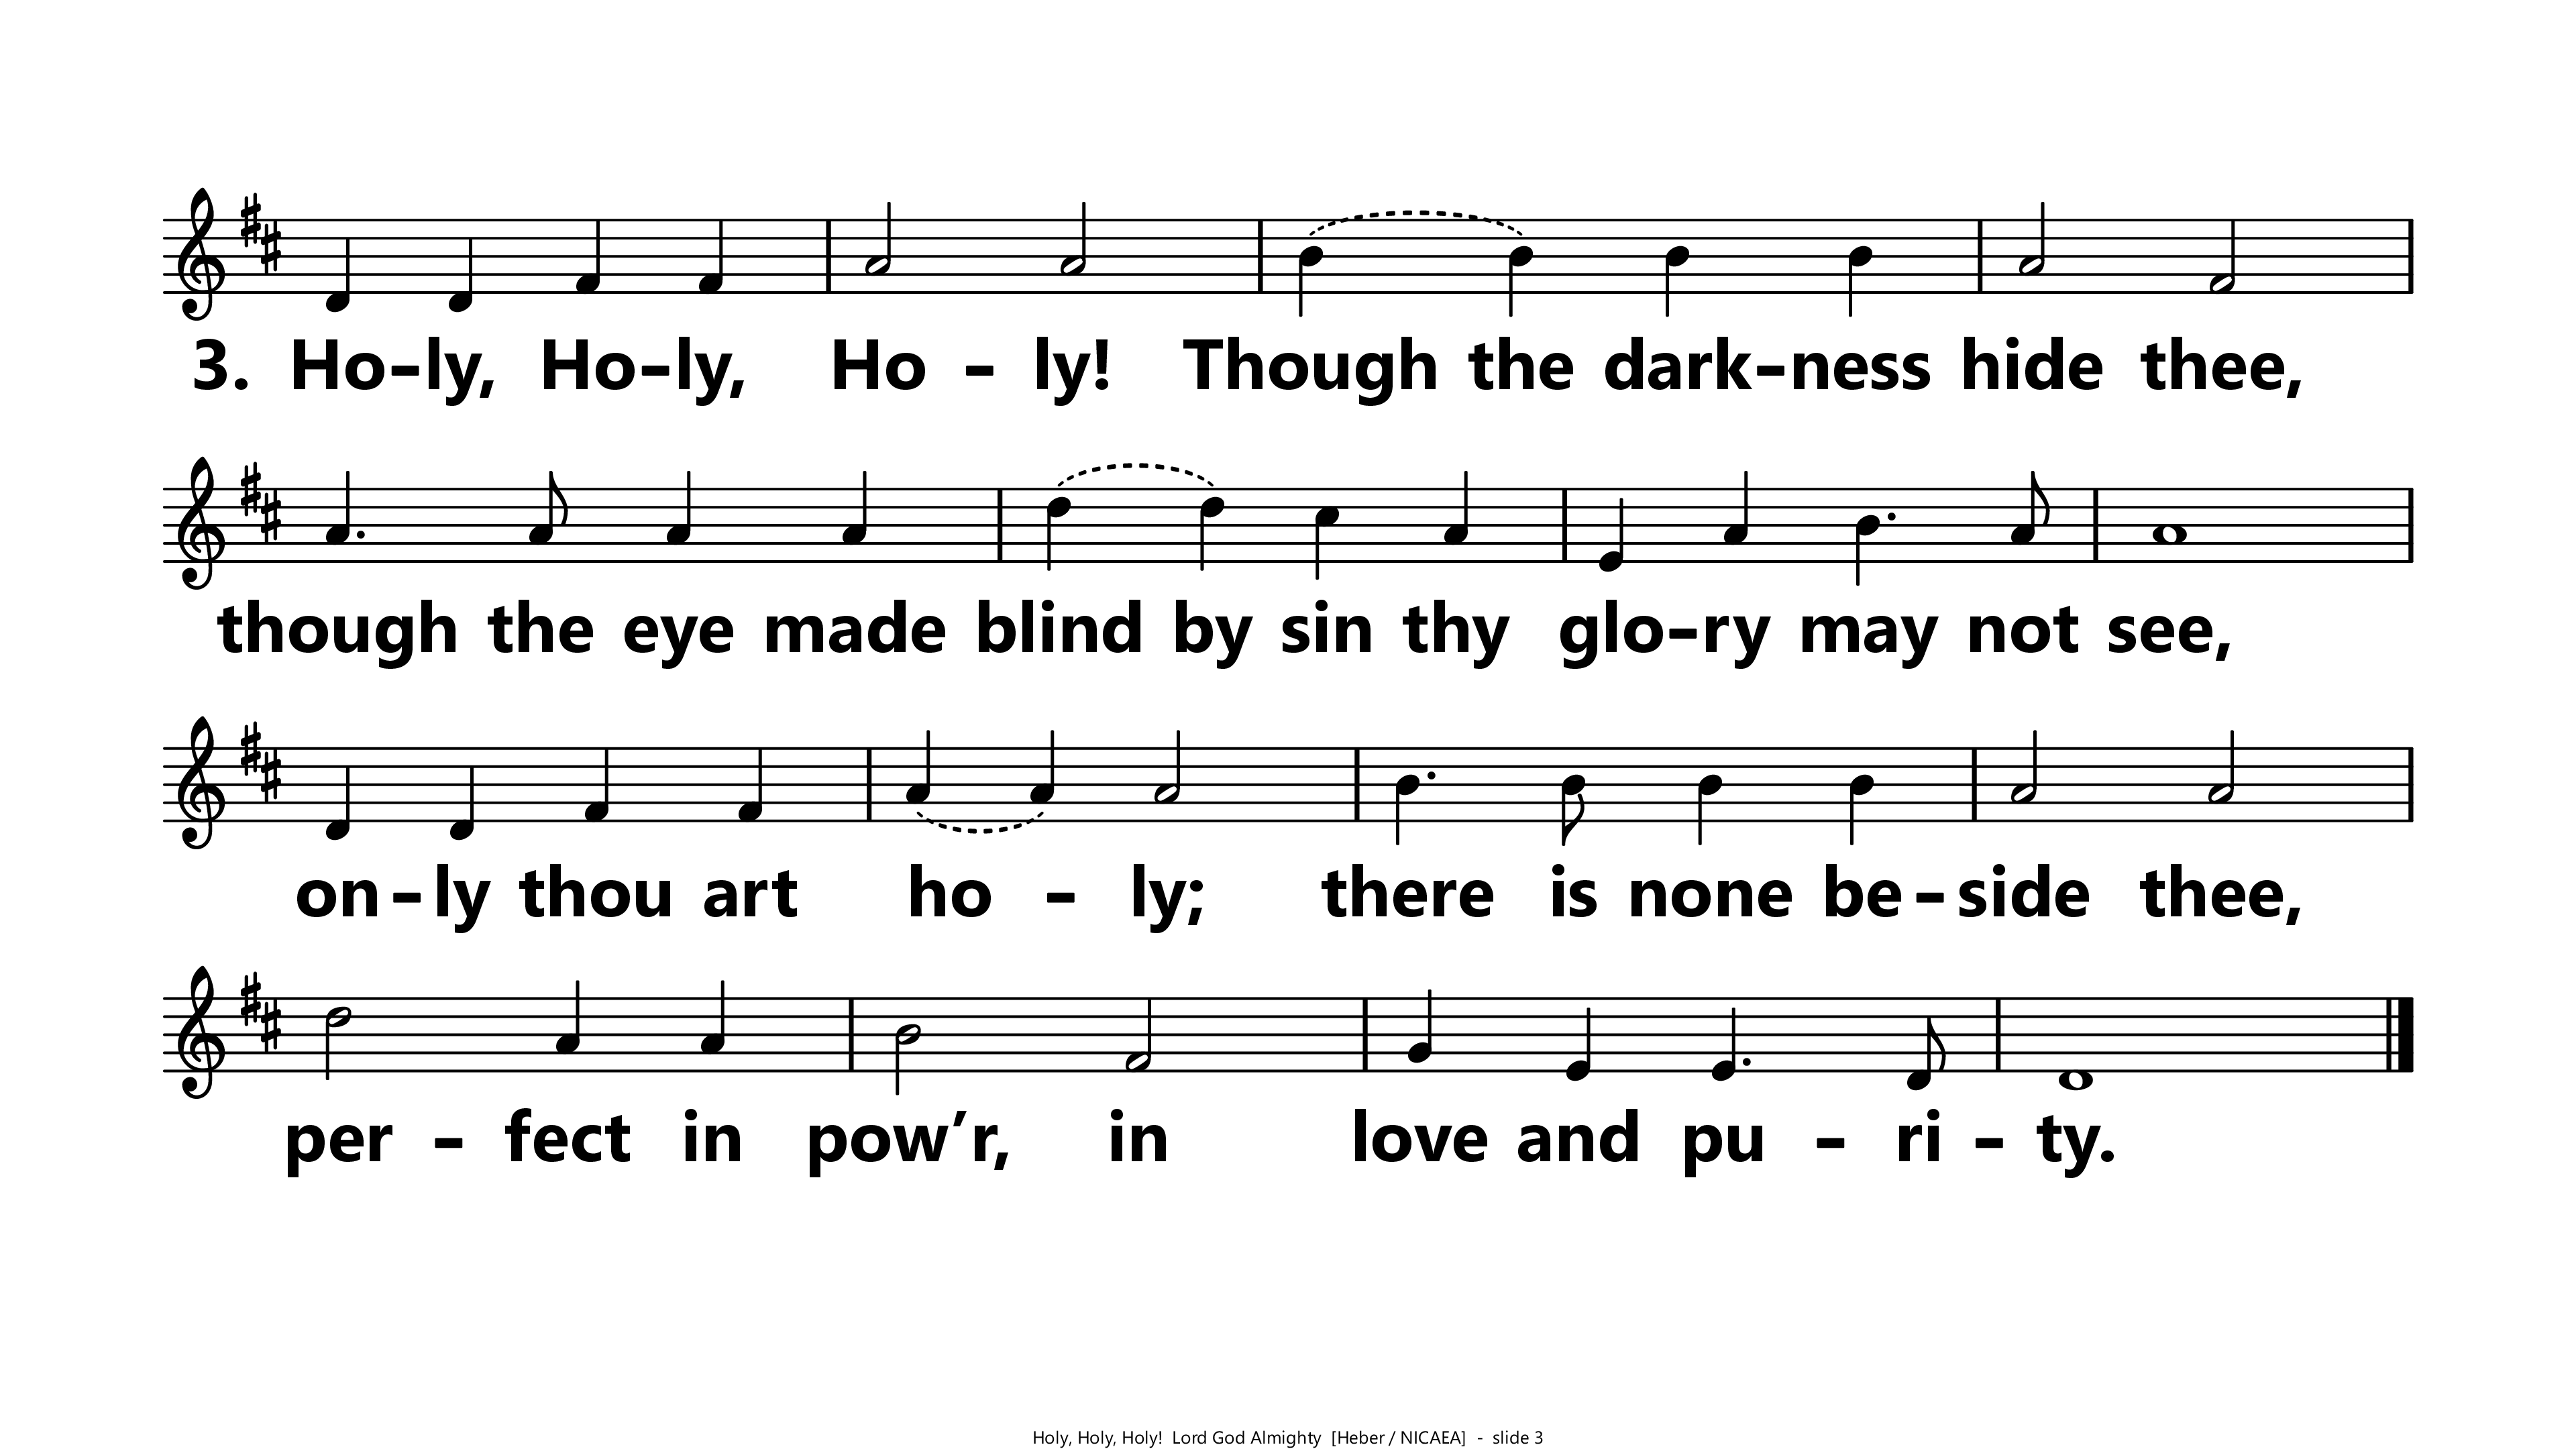 3. Ho-ly, Ho-ly, Ho - ly! Though the dark-ness hide thee,
though the eye made blind by sin thy glo-ry may not see,
on-ly thou art ho - ly; there is none be-side thee,
per - fect in pow’r, in love and pu - ri - ty.
Holy, Holy, Holy! Lord God Almighty [Heber / NICAEA] - slide 3